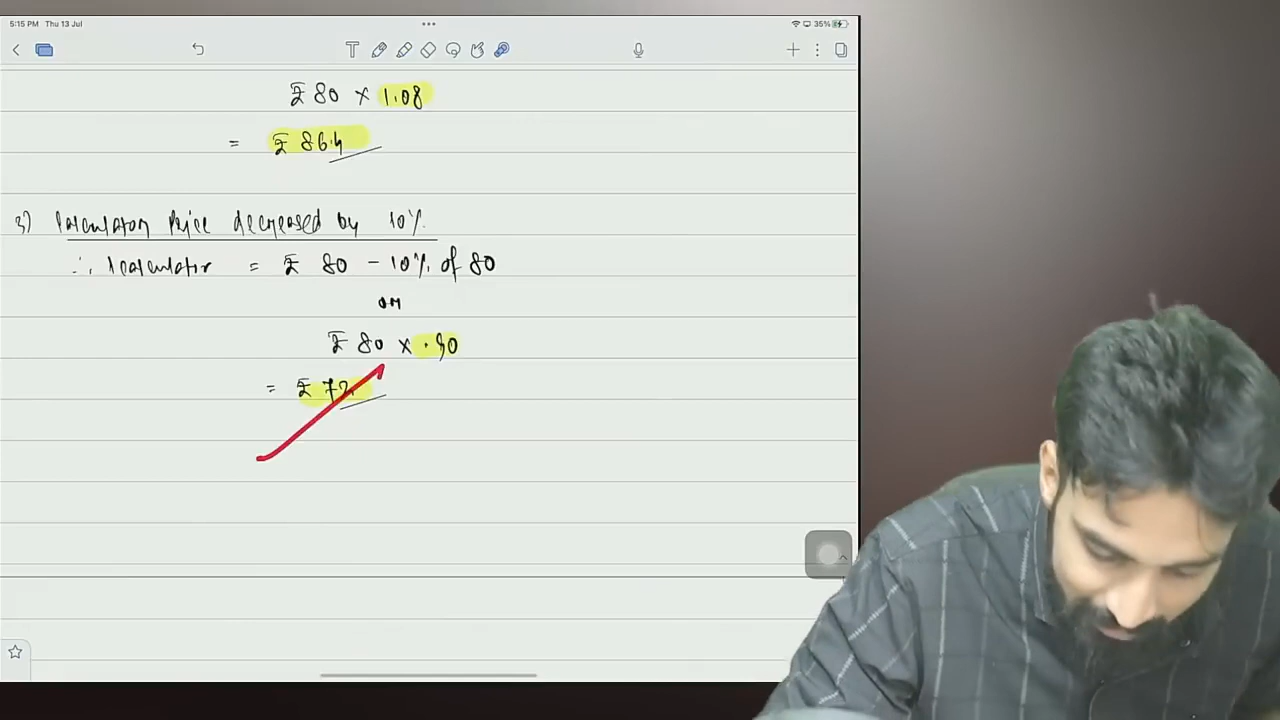 5:15 PM Thu 13 Jul
35%
₹ 80 × 1.08
= ₹ 86.4
3) Calculator Price decreased by 10%
∴ 1 calculator = ₹ 80 - 10% of 80
or
₹ 80 × .90
= ₹ 72